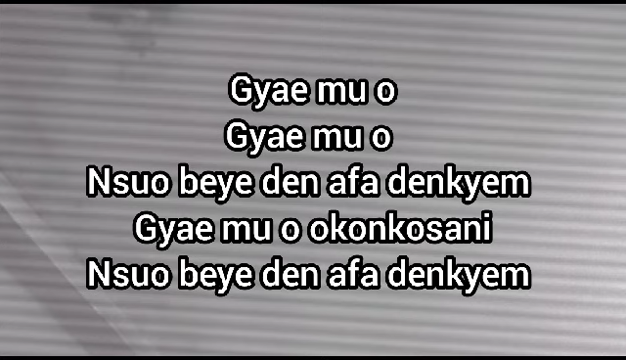 Gyae mu o
Gyae mu o
Nsuo beye den afa denkyem
Gyae mu o okonkosani
Nsuo beye den afa denkyem